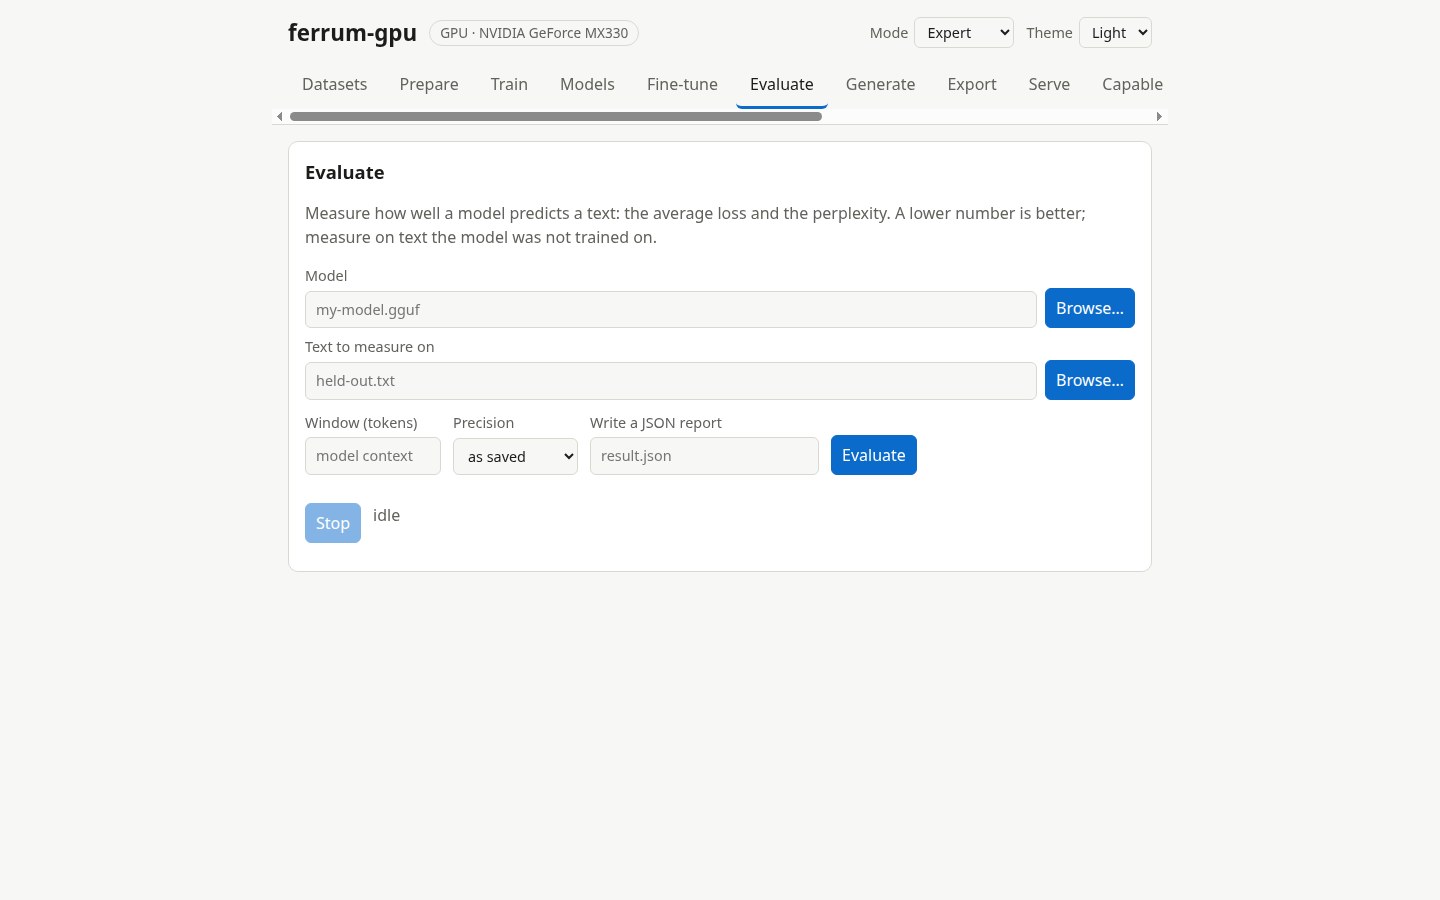 ferrum-gpu GPU · NVIDIA GeForce MX330 Mode Expert Theme Light
Datasets Prepare Train Models Fine-tune Evaluate Generate Export Serve Capable
Evaluate
Measure how well a model predicts a text: the average loss and the perplexity. A lower number is better;
measure on text the model was not trained on.
Model
my-model.gguf Browse...
Text to measure on
held-out.txt Browse...
Window (tokens) Precision Write a JSON report
model context as saved result.json Evaluate
Stop idle